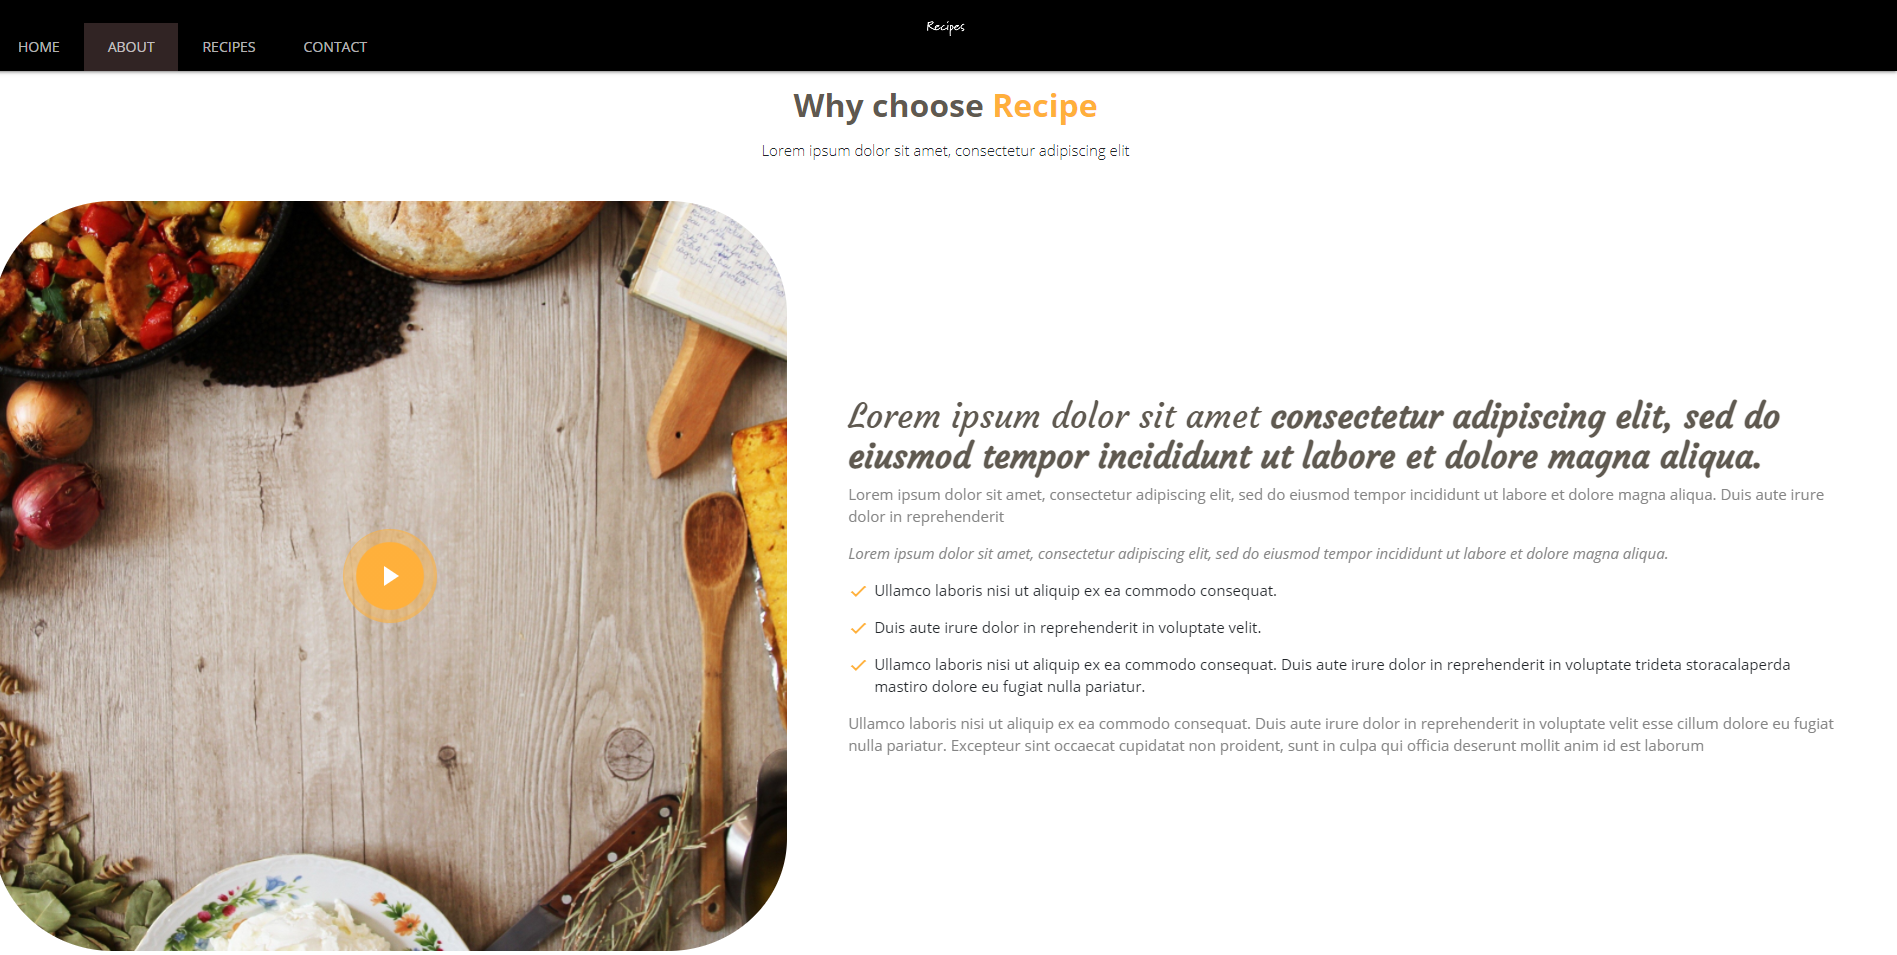 Recipes
HOME ABOUT RECIPES CONTACT
Why choose Recipe
Lorem ipsum dolor sit amet, consectetur adipiscing elit
Lorem ipsum dolor sit amet consectetur adipiscing elit, sed do
eiusmod tempor incididunt ut labore et dolore magna aliqua.
Lorem ipsum dolor sit amet, consectetur adipiscing elit, sed do eiusmod tempor incididunt ut labore et dolore magna aliqua. Duis aute irure
dolor in reprehenderit
Lorem ipsum dolor sit amet, consectetur adipiscing elit, sed do eiusmod tempor incididunt ut labore et dolore magna aliqua.
Ullamco laboris nisi ut aliquip ex ea commodo consequat.
Duis aute irure dolor in reprehenderit in voluptate velit.
Ullamco laboris nisi ut aliquip ex ea commodo consequat. Duis aute irure dolor in reprehenderit in voluptate trideta storacalaperda
mastiro dolore eu fugiat nulla pariatur.
Ullamco laboris nisi ut aliquip ex ea commodo consequat. Duis aute irure dolor in reprehenderit in voluptate velit esse cillum dolore eu fugiat
nulla pariatur. Excepteur sint occaecat cupidatat non proident, sunt in culpa qui officia deserunt mollit anim id est laborum